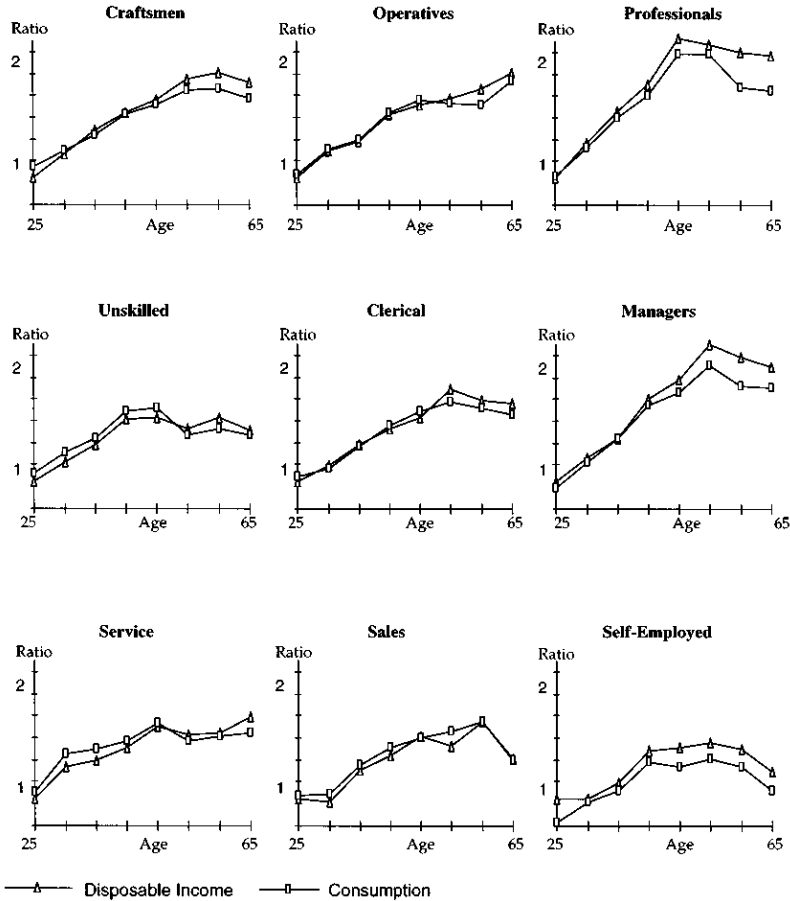 Craftsmen
Ratio
2
1
25
Age
65
Operatives
Ratio
2
1
25
Age
65
Professionals
Ratio
2
1
25
Age
65
Unskilled
Ratio
2
1
25
Age
65
Clerical
Ratio
2
1
25
Age
65
Managers
Ratio
2
1
25
Age
65
Service
Ratio
2
1
25
Age
65
Sales
Ratio
2
1
25
Age
65
Self-Employed
Ratio
2
1
25
Age
65
Disposable Income Consumption